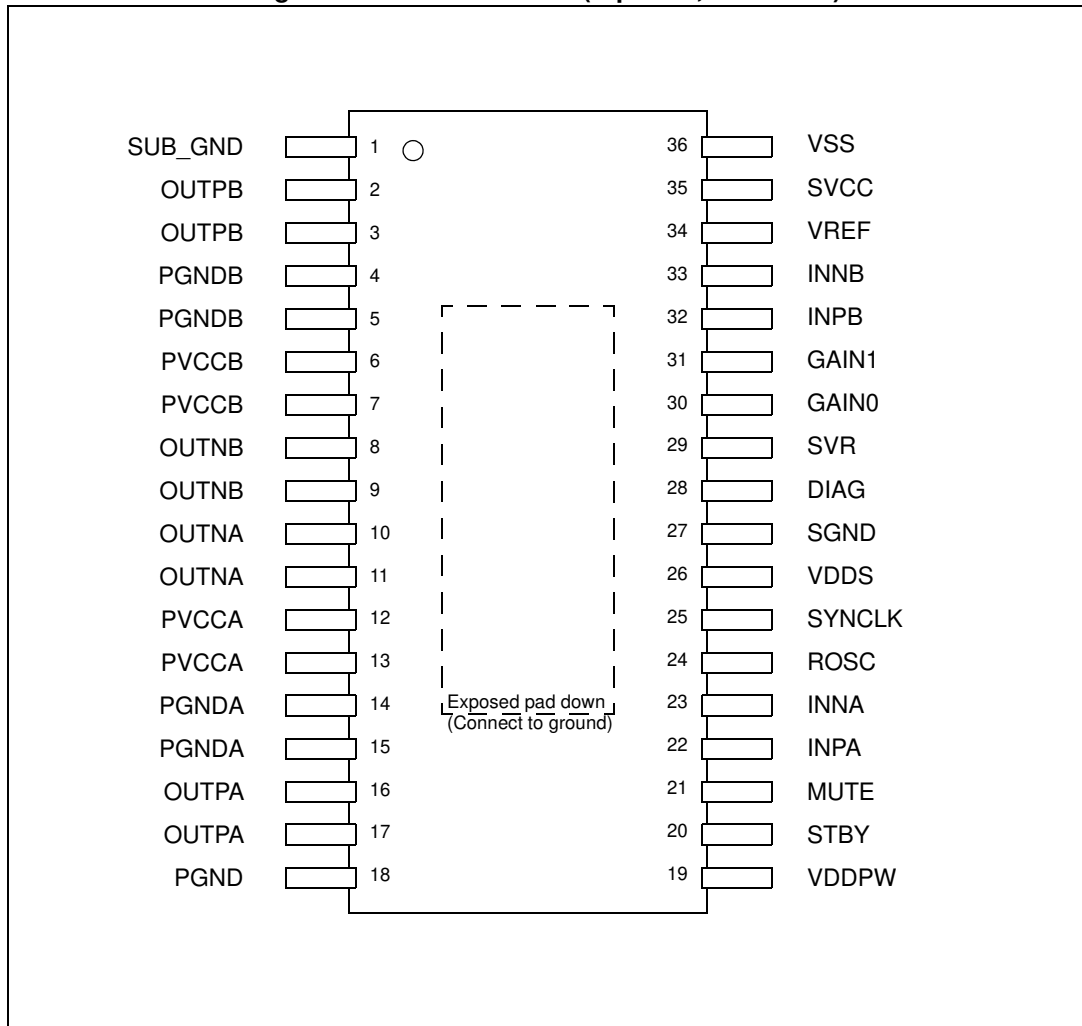 SUB_GND 1 36 VSS
OUTPB 2 35 SVCC
OUTPB 3 34 VREF
PGNDB 4 33 INNB
PGNDB 5 32 INPB
PVCCB 6 31 GAIN1
PVCCB 7 30 GAIN0
OUTNB 8 29 SVR
OUTNB 9 28 DIAG
OUTNA 10 27 SGND
OUTNA 11 26 VDDS
PVCCA 12 25 SYNCLK
PVCCA 13 24 ROSC
PGNDA 14 Exposed pad down 23 INNA
(Connect to ground)
PGNDA 15 22 INPA
OUTPA 16 21 MUTE
OUTPA 17 20 STBY
PGND 18 19 VDDPW